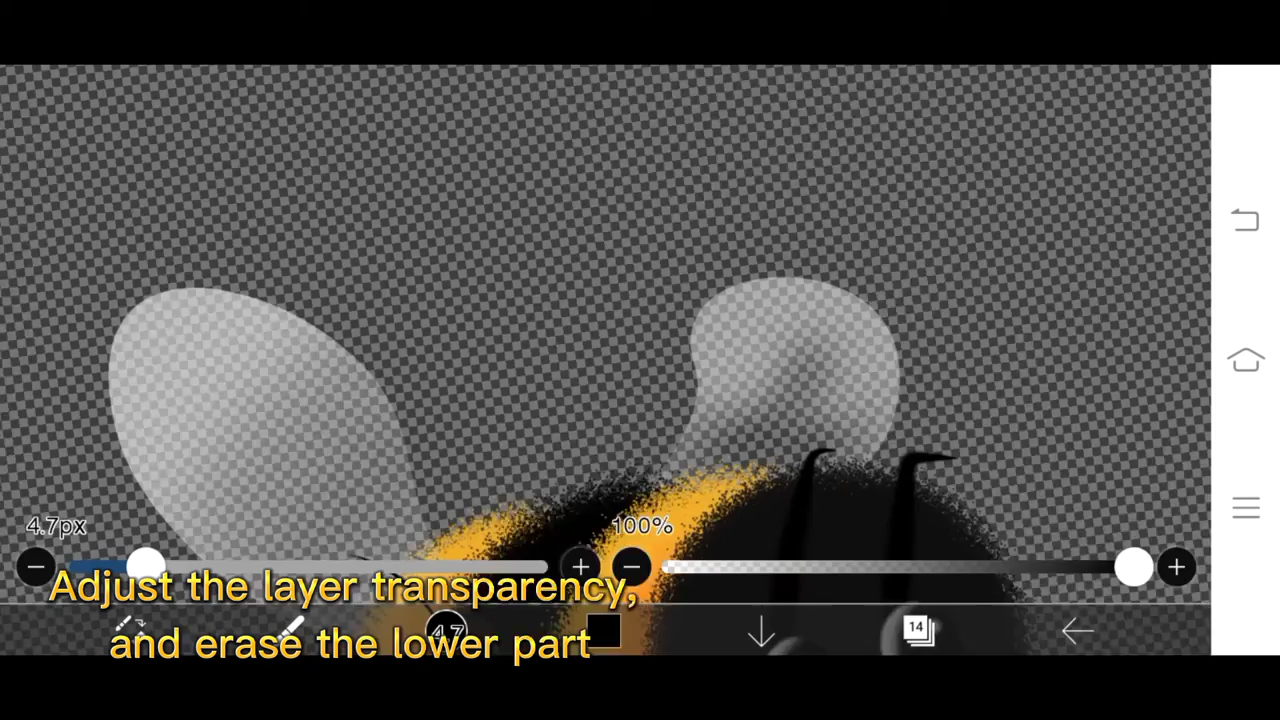 4.7px
100%
Adjust the layer transparency,
and erase the lower part
4.7
14